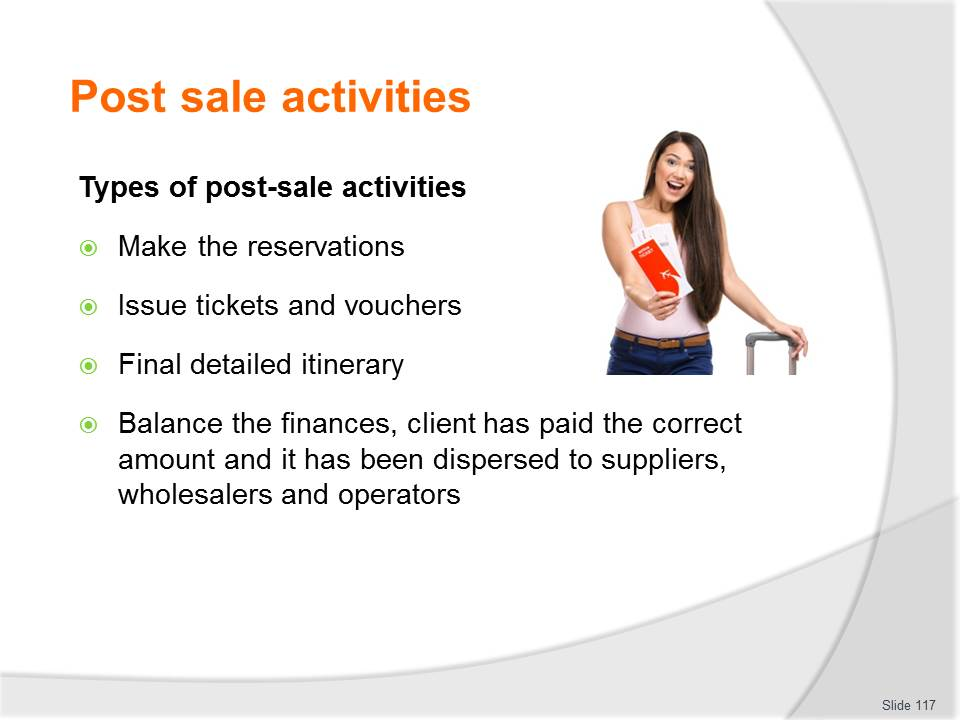 Post sale activities
Types of post-sale activities
Make the reservations
Issue tickets and vouchers
Final detailed itinerary
Balance the finances, client has paid the correct
amount and it has been dispersed to suppliers,
wholesalers and operators
Slide 117